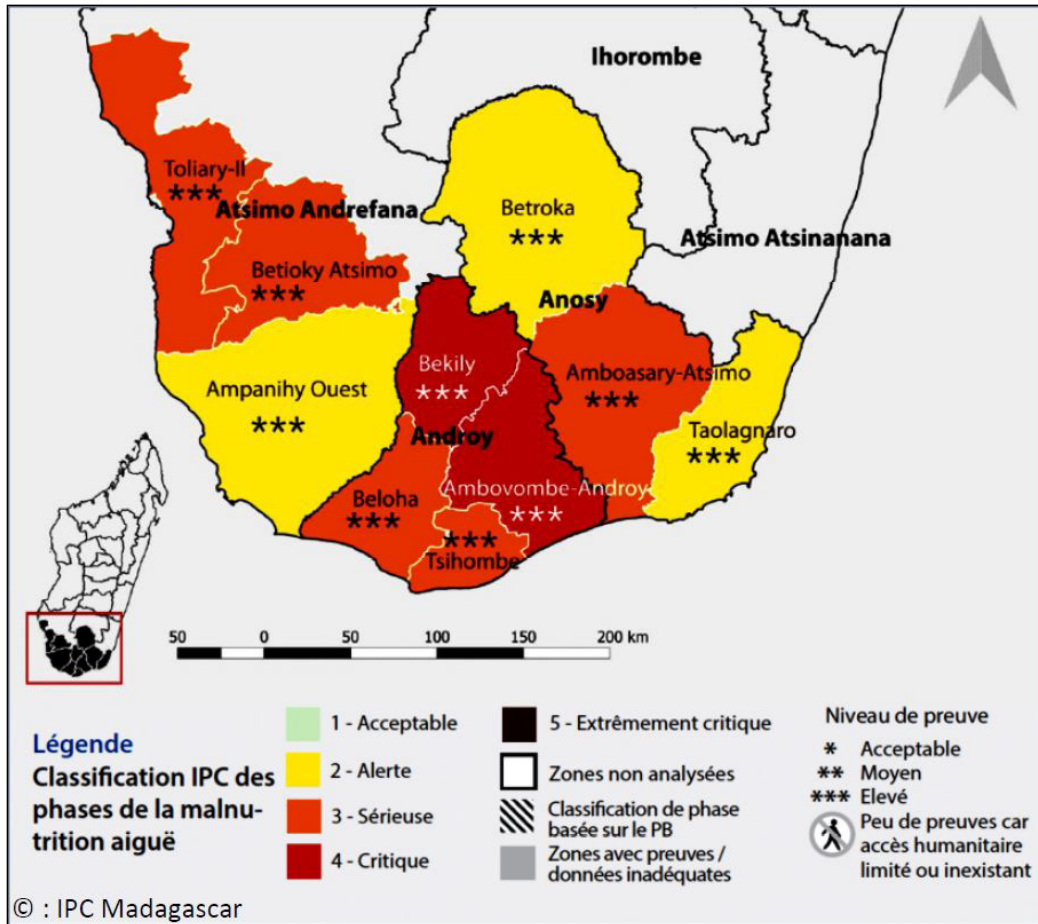 Ihorombe
Toliary-II
***
Atsimo Andrefana
Betroka
***
Atsimo Atsinanana
Betioky Atsimo
***
Anosy
Bekily
***
Amboasary-Atsimo
***
Ampanihy Ouest
***
Androy
Taolagnaro
***
Beloha
***
Ambovombe-Androy
***
***
Tsihombe
50 0 50 100 150 200 km
Légende
Classification IPC des
phases de la malnu-
trition aiguë
1 - Acceptable
2 - Alerte
3 - Sérieuse
4 - Critique
5 - Extrêmement critique
Zones non analysées
Classification de phase
basée sur le PB
Zones avec preuves /
données inadéquates
Niveau de preuve
* Acceptable
** Moyen
*** Elevé
Peu de preuves car
accès humanitaire
limité ou inexistant
© : IPC Madagascar